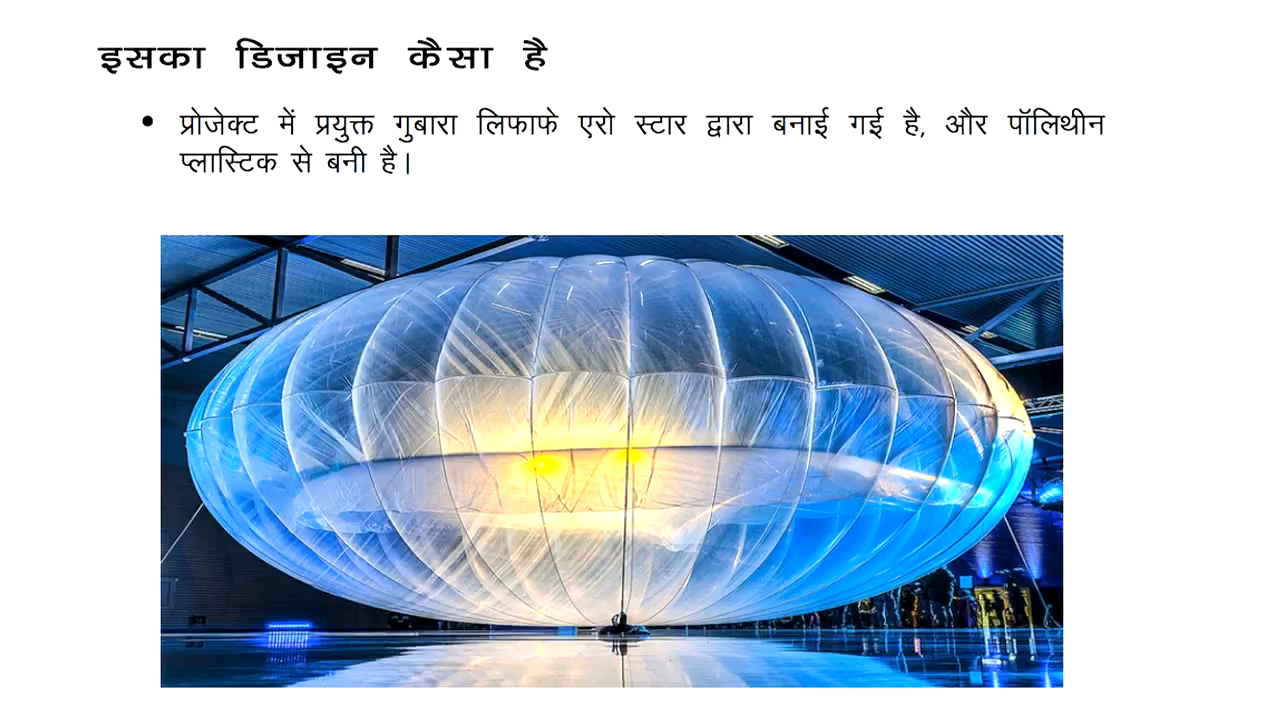 इसका डिजाइन कैसा है
• प्रोजेक्ट में प्रयुक्त गुबारा लिफाफे एरो स्टार द्वारा बनाई गई है, और पॉलिथीन
प्लास्टिक से बनी है।